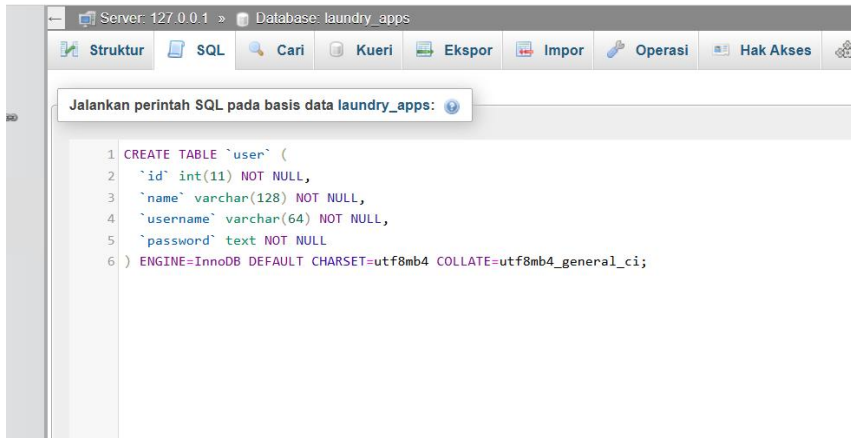 ← Server: 127.0.0.1 » Database: laundry_apps
Struktur SQL Cari Kueri Ekspor Impor Operasi Hak Akses
Jalankan perintah SQL pada basis data laundry_apps:
1 CREATE TABLE `user` (
2 `id` int(11) NOT NULL,
3 `name` varchar(128) NOT NULL,
4 `username` varchar(64) NOT NULL,
5 `password` text NOT NULL
6 ) ENGINE=InnoDB DEFAULT CHARSET=utf8mb4 COLLATE=utf8mb4_general_ci;